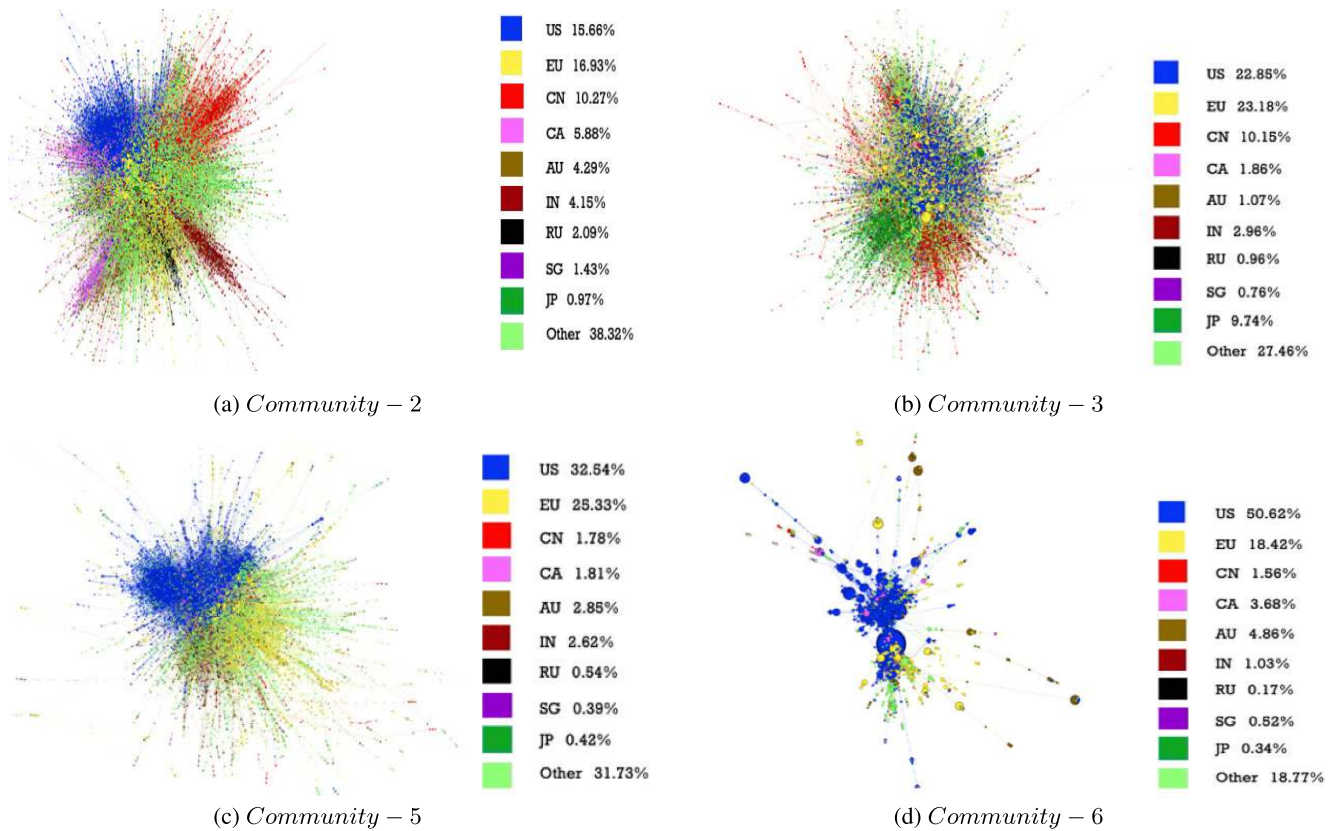 US 15.66%
EU 16.93%
CN 10.27%
CA 5.88%
AU 4.29%
IN 4.15%
RU 2.09%
SG 1.43%
JP 0.97%
Other 38.32%
(a) Community − 2
US 22.85%
EU 23.18%
CN 10.15%
CA 1.86%
AU 1.07%
IN 2.96%
RU 0.96%
SG 0.76%
JP 9.74%
Other 27.46%
(b) Community − 3
US 32.54%
EU 25.33%
CN 1.78%
CA 1.81%
AU 2.85%
IN 2.62%
RU 0.54%
SG 0.39%
JP 0.42%
Other 31.73%
(c) Community − 5
US 50.62%
EU 18.42%
CN 1.56%
CA 3.68%
AU 4.86%
IN 1.03%
RU 0.17%
SG 0.52%
JP 0.34%
Other 18.77%
(d) Community − 6